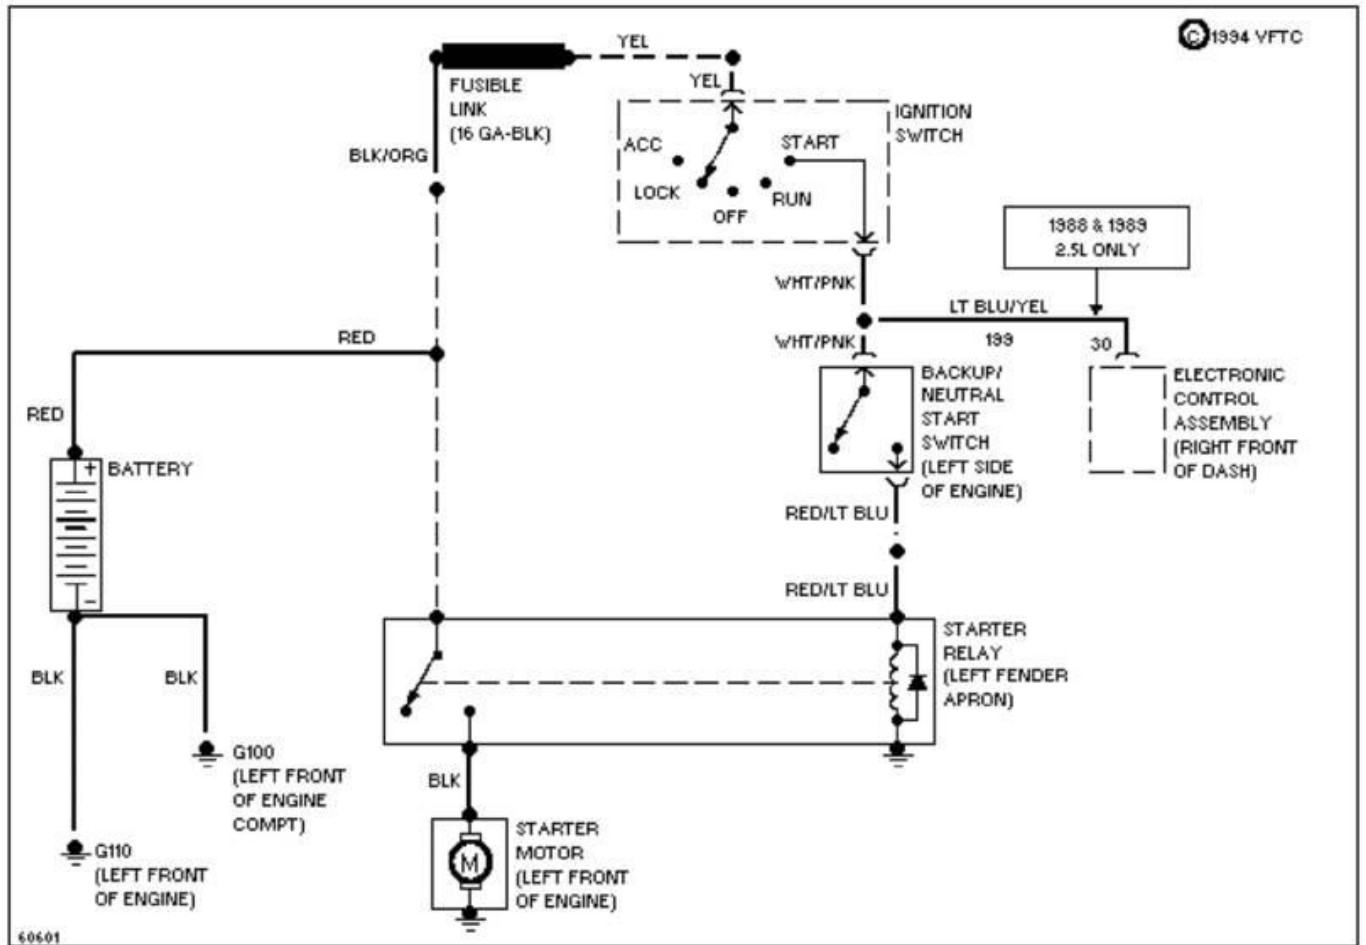 © 1994 VFTC
YEL
FUSIBLE
LINK
(16 GA-BLK)
YEL
IGNITION
SWITCH
BLK/ORG
ACC
START
LOCK
RUN
OFF
1988 & 1989
2.5L ONLY
WHT/PNK
LT BLU/YEL
199
30
RED
WHT/PNK
BACKUP/
NEUTRAL
START
SWITCH
(LEFT SIDE
OF ENGINE)
ELECTRONIC
CONTROL
ASSEMBLY
(RIGHT FRONT
OF DASH)
RED
+
BATTERY
−
RED/LT BLU
RED/LT BLU
STARTER
RELAY
(LEFT FENDER
APRON)
BLK
BLK
G100
(LEFT FRONT
OF ENGINE
COMPT)
BLK
STARTER
MOTOR
(LEFT FRONT
OF ENGINE)
M
G110
(LEFT FRONT
OF ENGINE)
60601